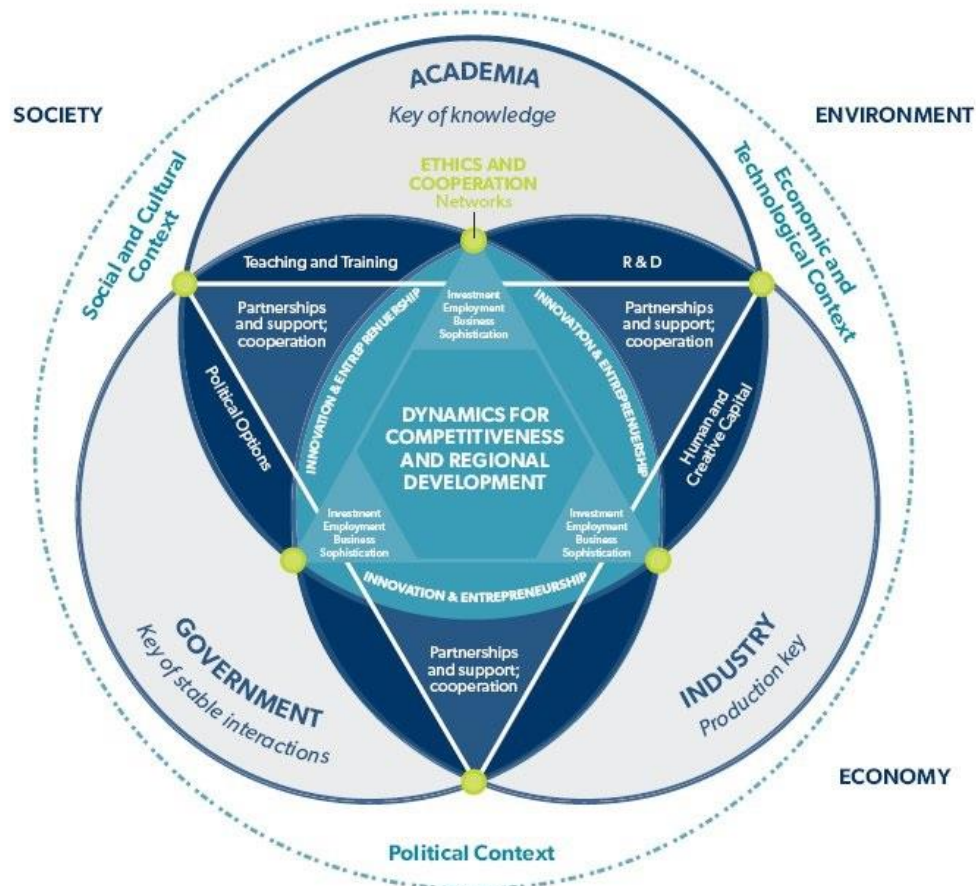 ACADEMIA
Key of knowledge
SOCIETY
ENVIRONMENT
ETHICS AND
COOPERATION
Networks
Social and Cultural
Context
Economic and
Technological Context
Teaching and Training
R & D
Partnerships
and support;
cooperation
Investment
Employment
Business
Sophistication
Partnerships
and support;
cooperation
INNOVATION & ENTREPRENUERSHIP
INNOVATION & ENTREPRENUERSHIP
Political Options
Human and
Creative Capital
DYNAMICS FOR
COMPETITIVENESS
AND REGIONAL
DEVELOPMENT
Investment
Employment
Business
Sophistication
Investment
Employment
Business
Sophistication
INNOVATION & ENTREPRENEURSHIP
GOVERNMENT
Key of stable interactions
Partnerships
and support;
cooperation
INDUSTRY
Production key
ECONOMY
Political Context